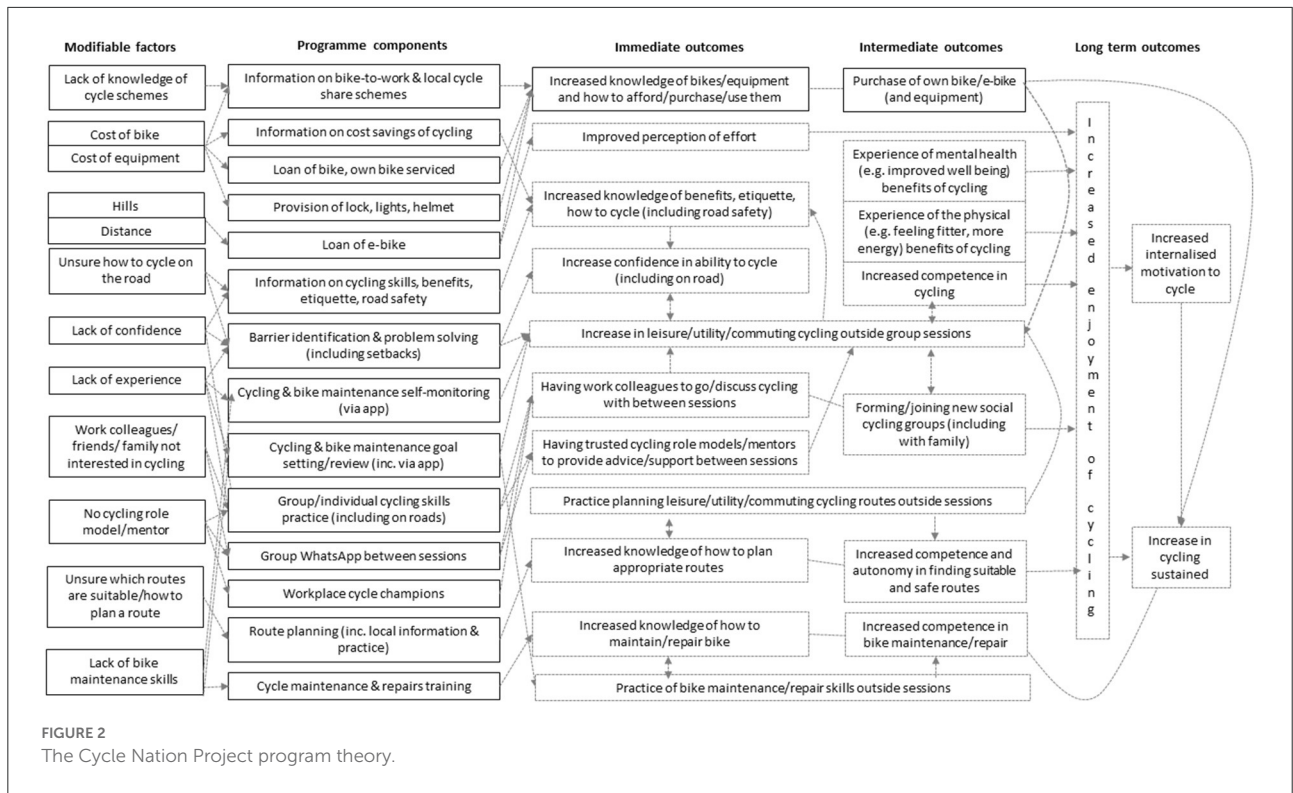 Modifiable factors
Programme components
Immediate outcomes
Intermediate outcomes
Long term outcomes
Lack of knowledge of
cycle schemes
Cost of bike
Cost of equipment
Hills
Distance
Unsure how to cycle on
the road
Lack of confidence
Lack of experience
Work colleagues/
friends/ family not
interested in cycling
No cycling role
model/mentor
Unsure which routes
are suitable/how to
plan a route
Lack of bike
maintenance skills
Information on bike-to-work & local cycle
share schemes
Information on cost savings of cycling
Loan of bike, own bike serviced
Provision of lock, lights, helmet
Loan of e-bike
Information on cycling skills, benefits,
etiquette, road safety
Barrier identification & problem solving
(including setbacks)
Cycling & bike maintenance self-monitoring
(via app)
Cycling & bike maintenance goal
setting/review (inc. via app)
Group/individual cycling skills
practice (including on roads)
Group WhatsApp between sessions
Workplace cycle champions
Route planning (inc. local information &
practice)
Cycle maintenance & repairs training
Increased knowledge of bikes/equipment
and how to afford/purchase/use them
Improved perception of effort
Increased knowledge of benefits, etiquette,
how to cycle (including road safety)
Increase confidence in ability to cycle
(including on road)
Increase in leisure/utility/commuting cycling outside group sessions
Having work colleagues to go/discuss cycling
with between sessions
Having trusted cycling role models/mentors
to provide advice/support between sessions
Practice planning leisure/utility/commuting cycling routes outside sessions
Increased knowledge of how to plan
appropriate routes
Increased knowledge of how to
maintain/repair bike
Practice of bike maintenance/repair skills outside sessions
Purchase of own bike/e-bike
(and equipment)
Experience of mental health
(e.g. improved well being)
benefits of cycling
Experience of the physical
(e.g. feeling fitter, more
energy) benefits of cycling
Increased competence in
cycling
Forming/joining new social
cycling groups (including
with family)
Increased competence and
autonomy in finding suitable
and safe routes
Increased competence in
bike maintenance/repair
Increased enjoyment of cycling
Increased
internalised
motivation to
cycle
Increase in
cycling
sustained
FIGURE 2
The Cycle Nation Project program theory.